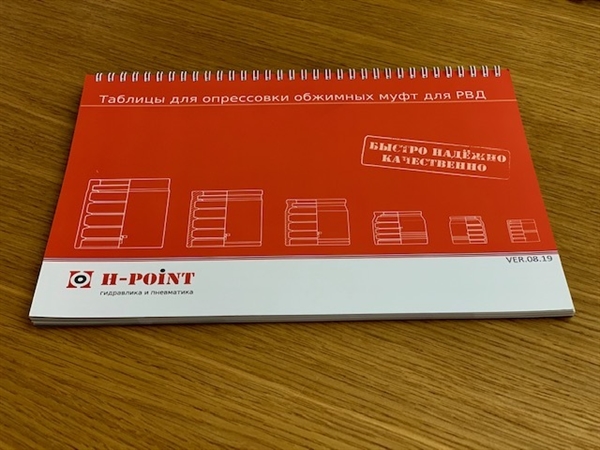 Таблицы для опрессовки обжимных муфт для РВД
БЫСТРО НАДЁЖНО
КАЧЕСТВЕННО
VER.08.19
H-POINT
гидравлика и пневматика